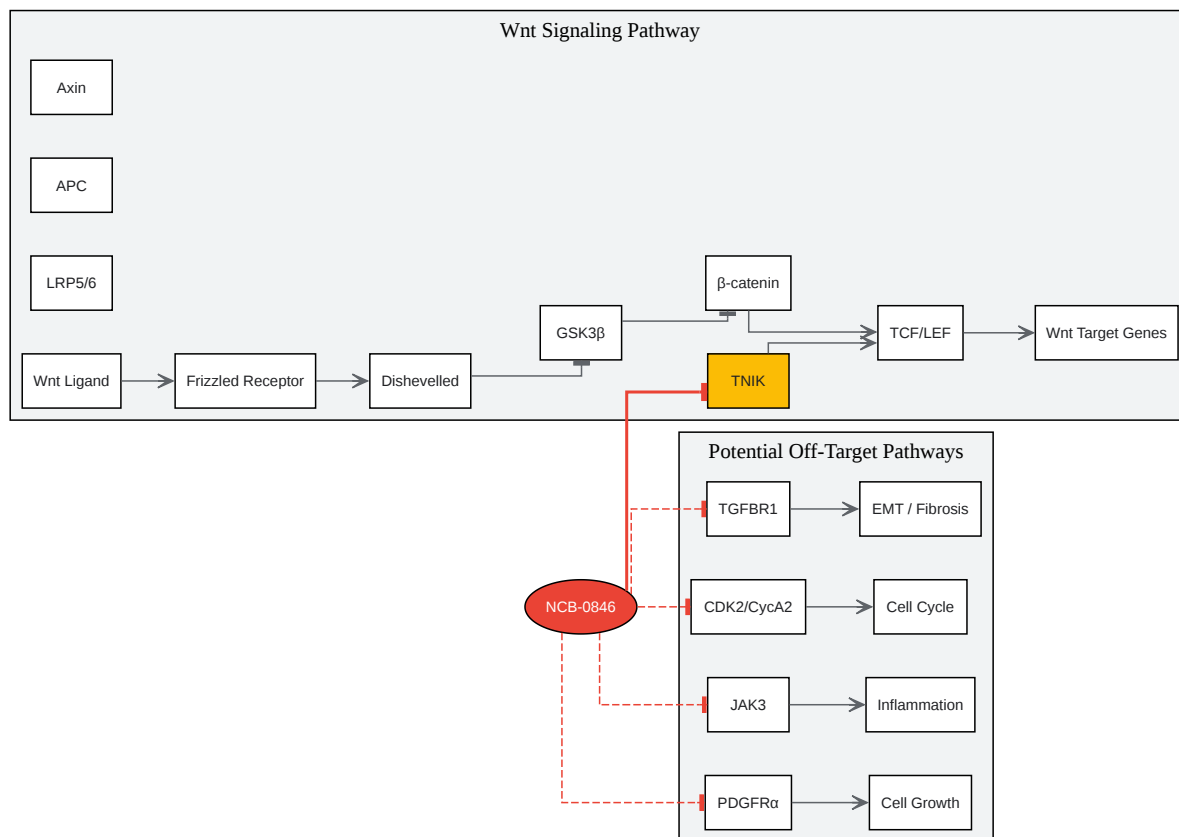 Wnt Signaling Pathway
Axin
APC
LRP5/6
β-catenin
GSK3β
TCF/LEF
Wnt Target Genes
Wnt Ligand
Frizzled Receptor
Dishevelled
TNIK
Potential Off-Target Pathways
TGFBR1
EMT / Fibrosis
NCB-0846
CDK2/CycA2
Cell Cycle
JAK3
Inflammation
PDGFRα
Cell Growth